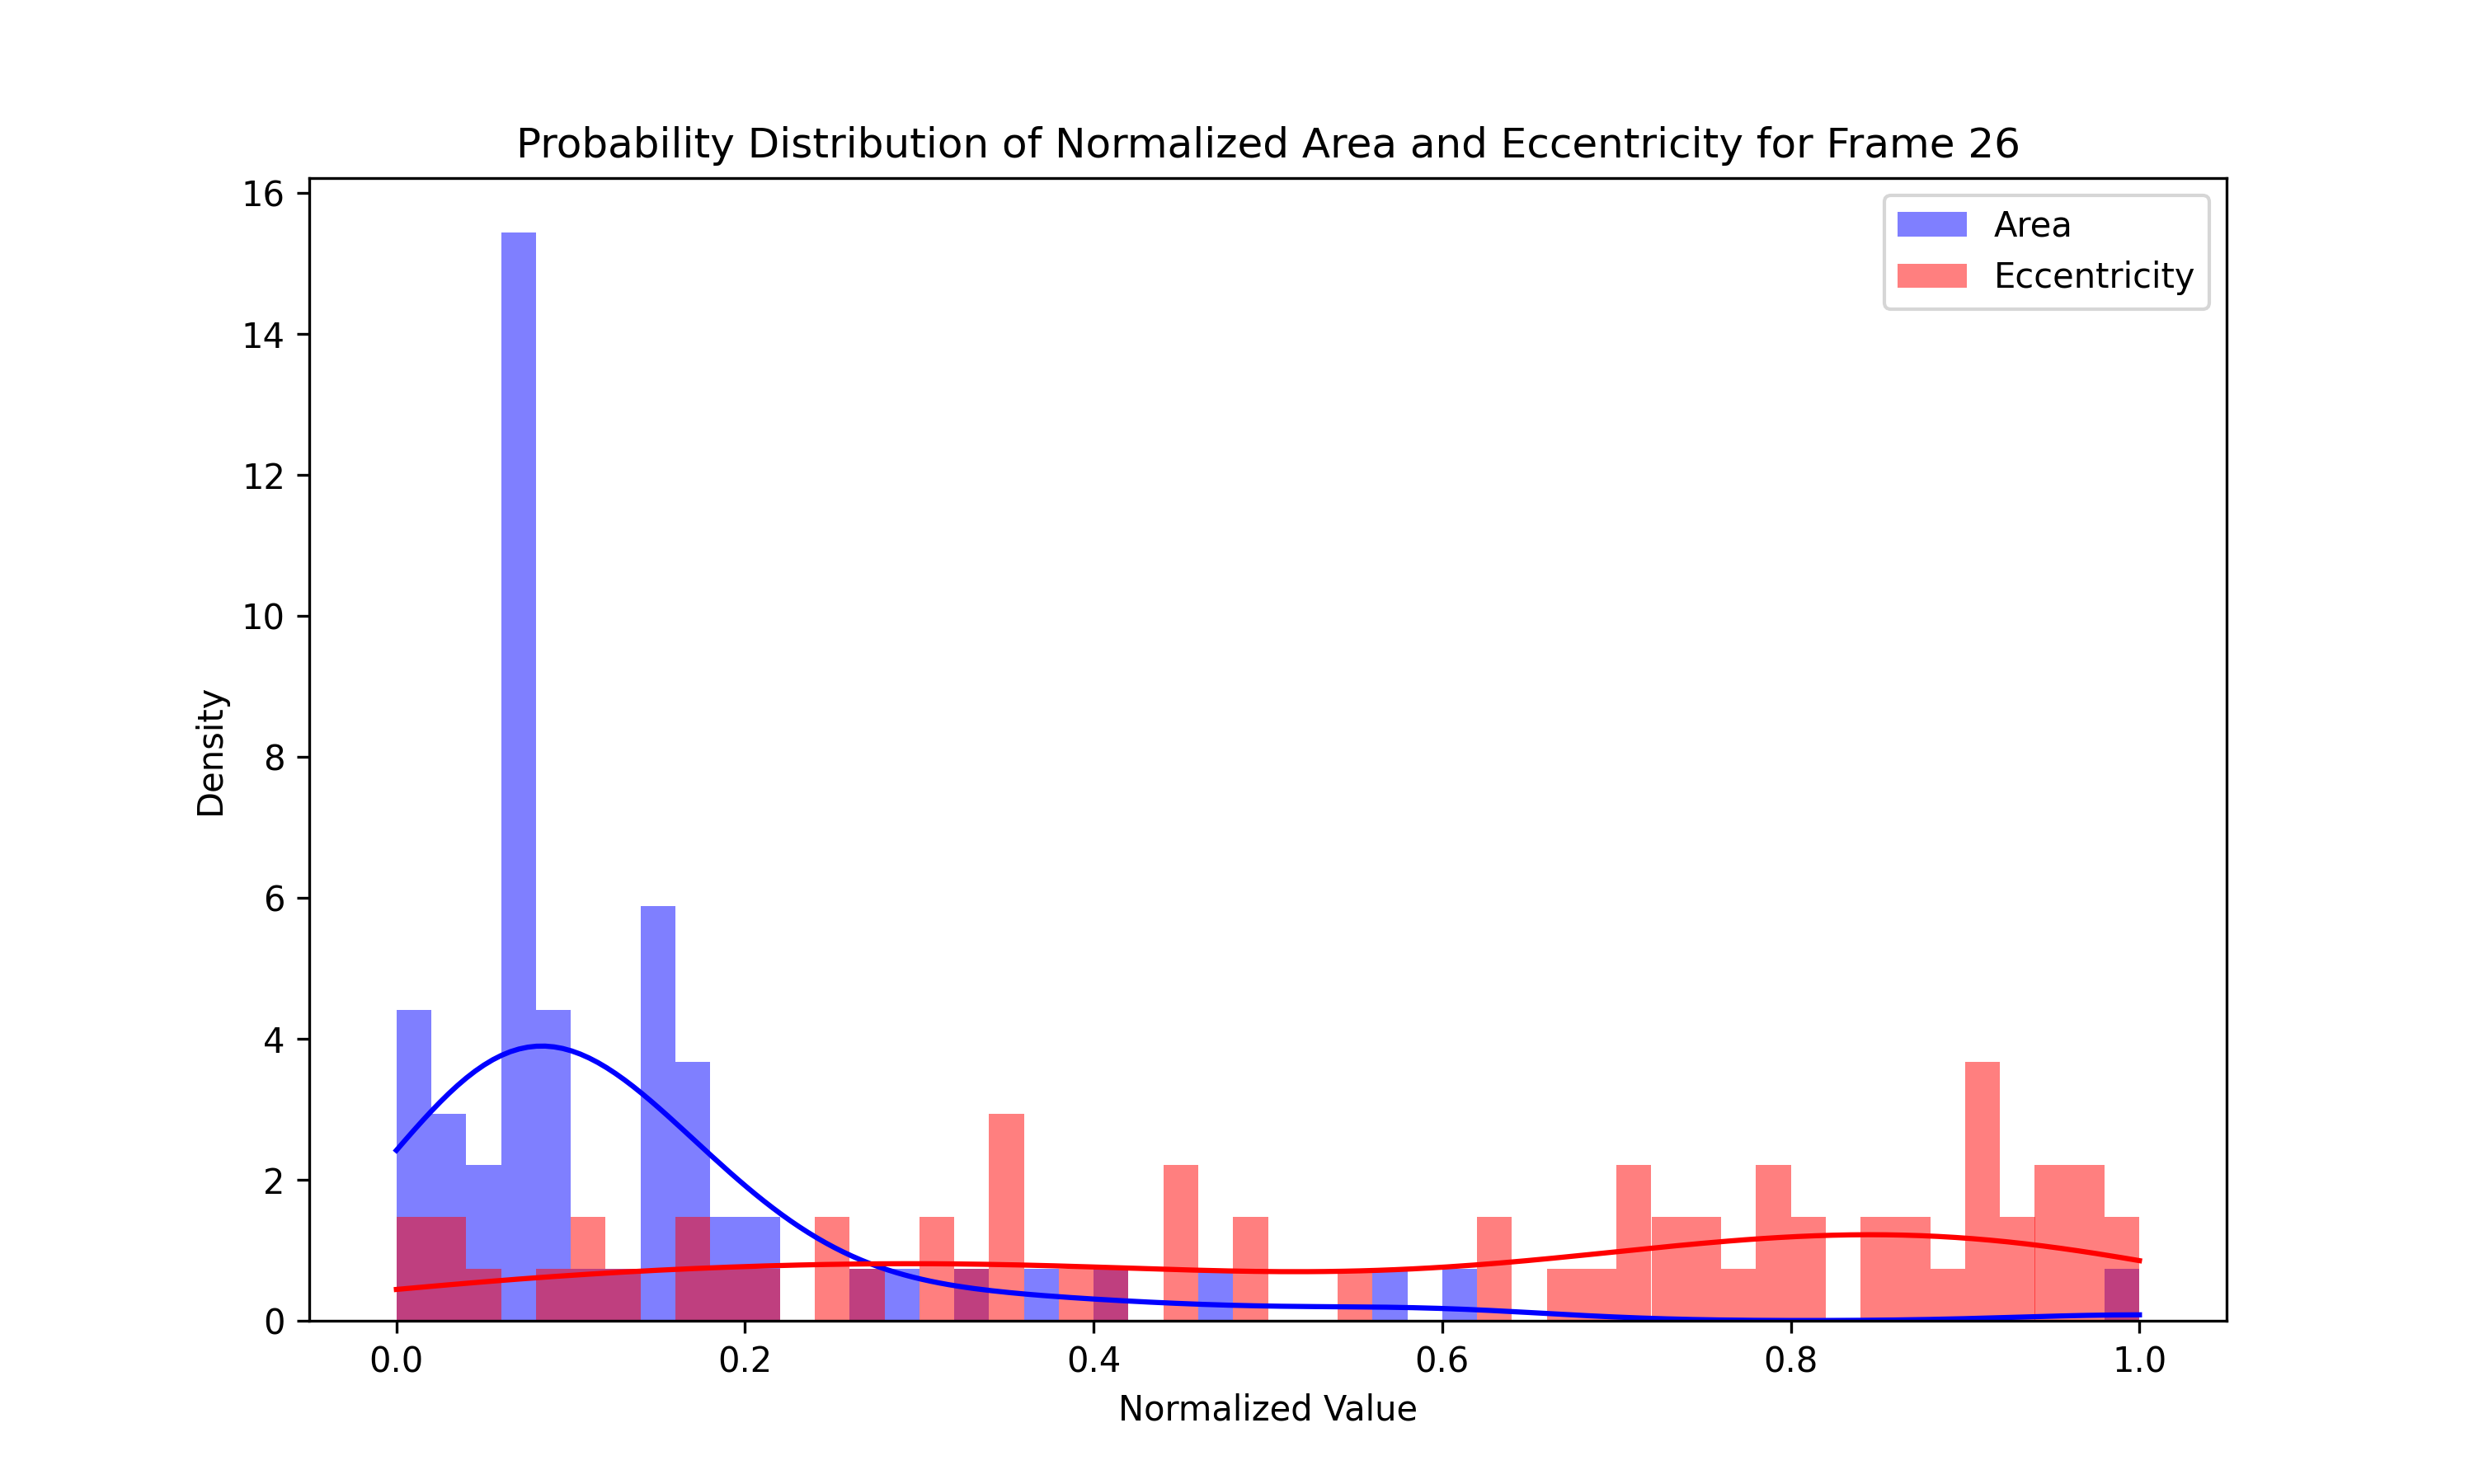 Probability Distribution of Normalized Area and Eccentricity for Frame 26
Area
Eccentricity
16
14
12
10
8
6
4
2
0
Density
0.0 0.2 0.4 0.6 0.8 1.0
Normalized Value